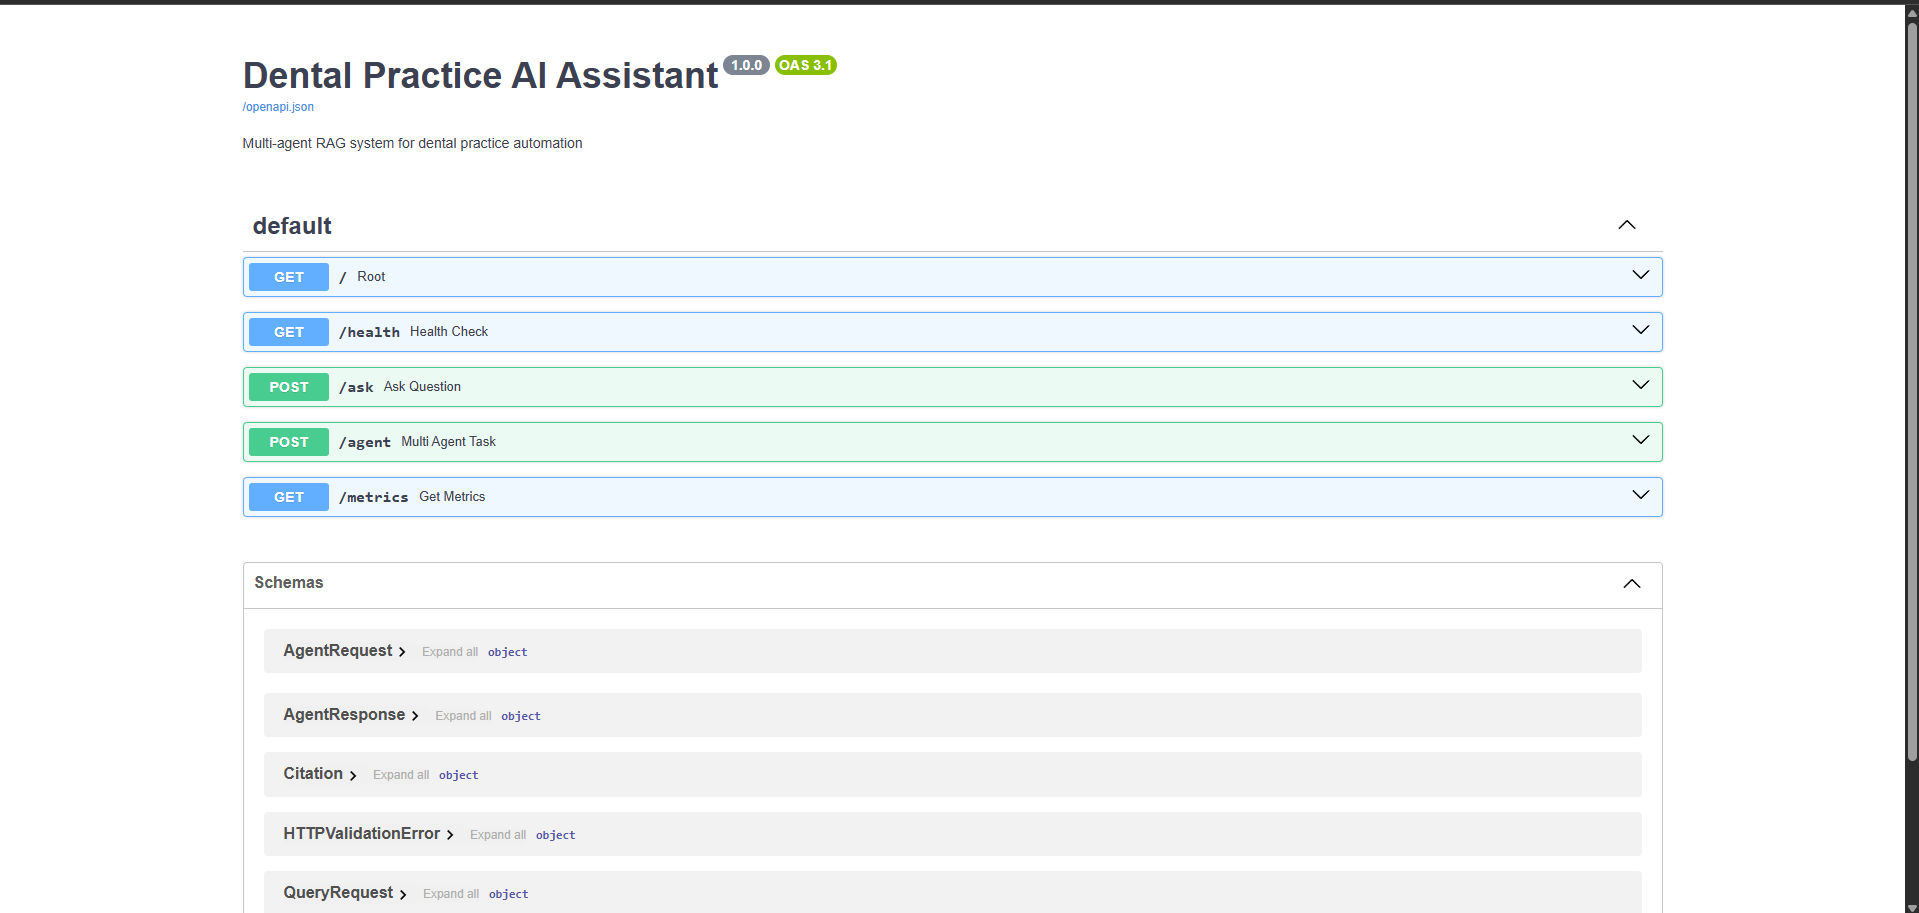 Dental Practice AI Assistant 1.0.0 OAS 3.1
/openapi.json
Multi-agent RAG system for dental practice automation
default
GET / Root
GET /health Health Check
POST /ask Ask Question
POST /agent Multi Agent Task
GET /metrics Get Metrics
Schemas
AgentRequest Expand all object
AgentResponse Expand all object
Citation Expand all object
HTTPValidationError Expand all object
QueryRequest Expand all object